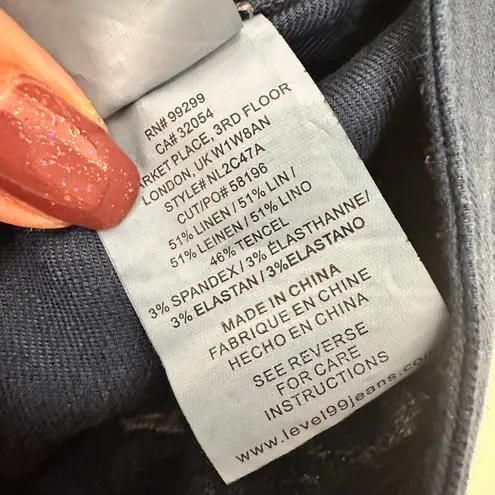 RN# 99299
CA# 32054
ARKET PLACE, 3RD FLOOR
LONDON, UK W1W8AN
STYLE# NL2C47A
CUT/PO# 58196
51% LINEN / 51% LIN /
51% LEINEN / 51% LINO
46% TENCEL
3% SPANDEX / 3% ÉLASTHANNE/
3% ELASTAN / 3%ELASTANO
MADE IN CHINA
FABRIQUE EN CHINE
HECHO EN CHINA
SEE REVERSE
FOR CARE
INSTRUCTIONS
www.level99jeans.com